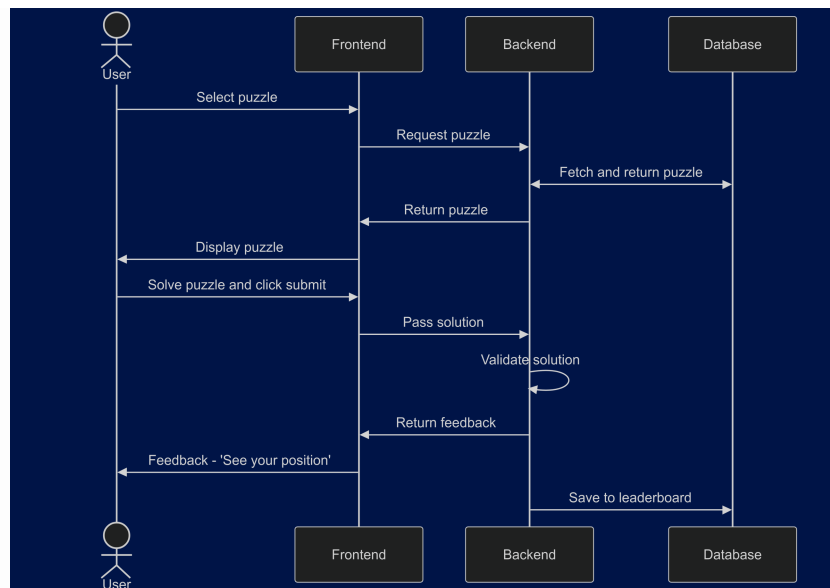 Frontend
Backend
Database
User
Select puzzle
Request puzzle
Fetch and return puzzle
Return puzzle
Display puzzle
Solve puzzle and click submit
Pass solution
Validate solution
Return feedback
Feedback - 'See your position'
Save to leaderboard
Frontend
Backend
Database
User